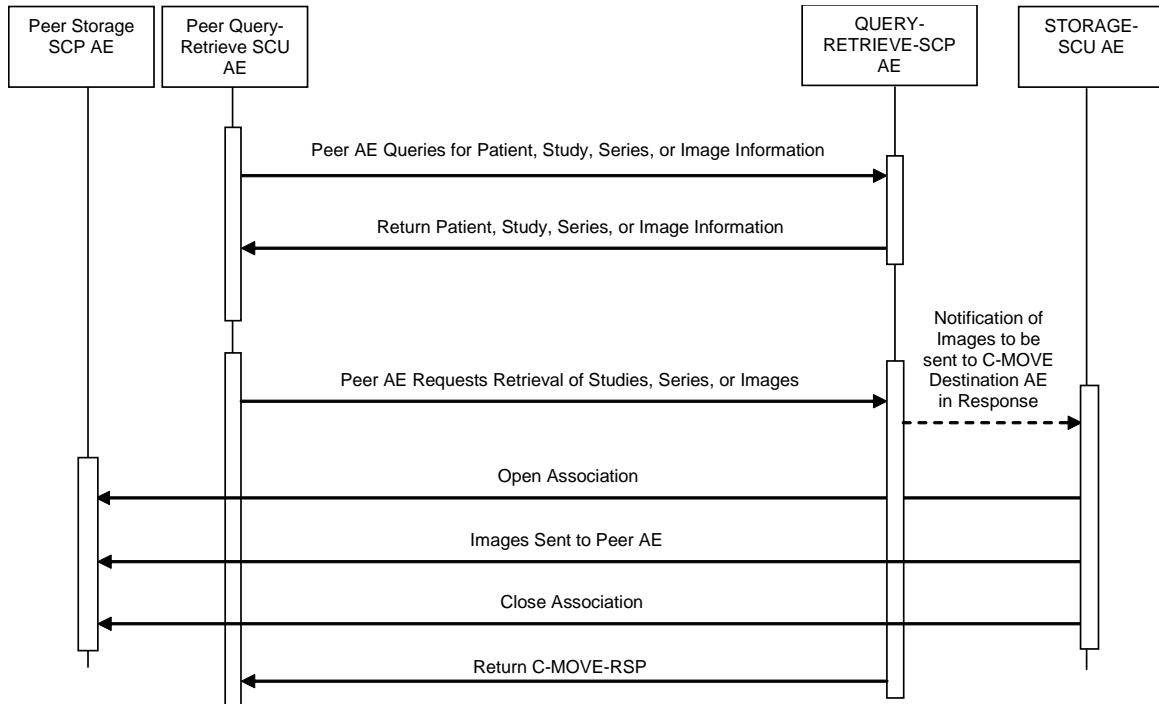 Peer Storage
SCP AE
Peer Query-
Retrieve SCU
AE
QUERY-
RETRIEVE-SCP
AE
STORAGE-
SCU AE
Peer AE Queries for Patient, Study, Series, or Image Information
Return Patient, Study, Series, or Image Information
Notification of
Images to be
sent to C-MOVE
Destination AE
in Response
Peer AE Requests Retrieval of Studies, Series, or Images
Open Association
Images Sent to Peer AE
Close Association
Return C-MOVE-RSP